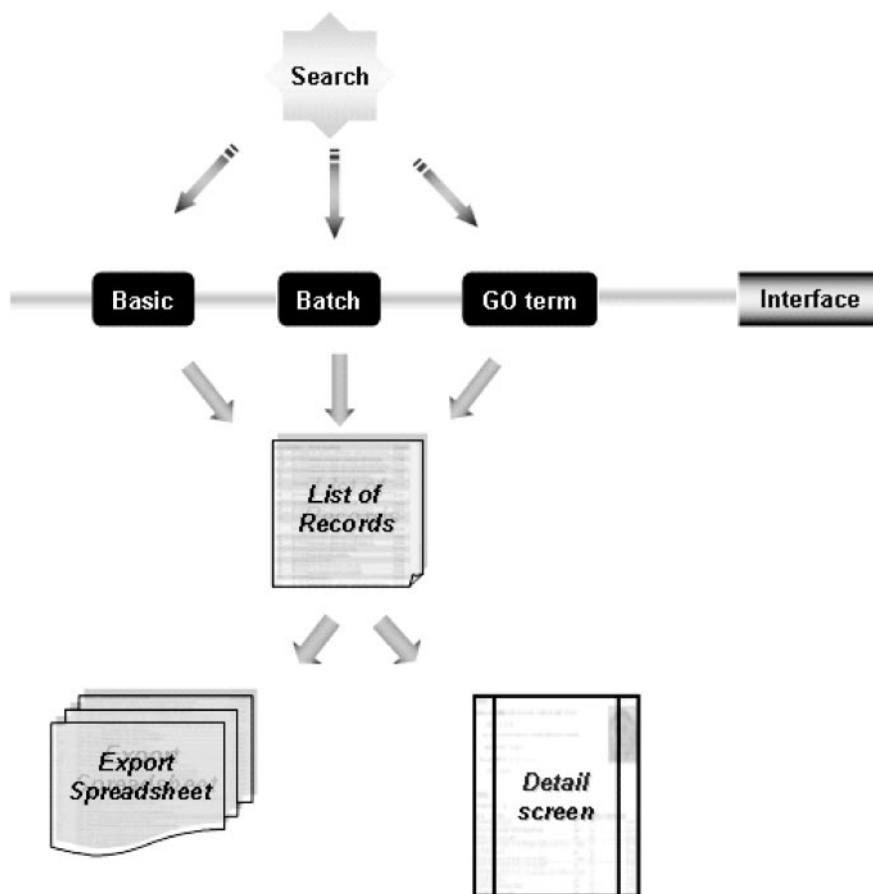 Search
Basic
Batch
GO term
Interface
List of
Records
Export
Spreadsheet
Detail
screen